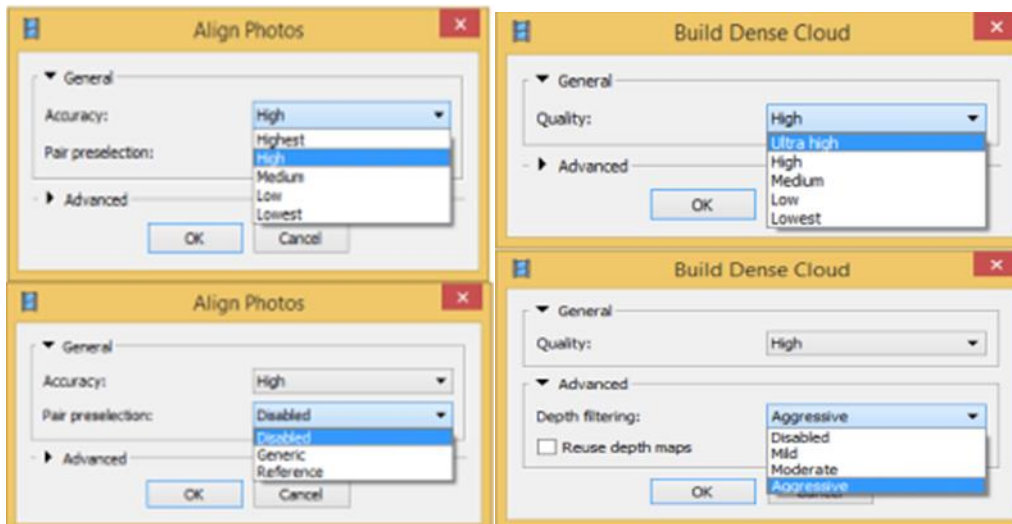 Align Photos
General
Accuracy: High
Highest
Pair preselection:
High
Medium
Advanced
Low
Lowest
OK Cancel
Build Dense Cloud
General
Quality: High
Ultra high
High
Advanced
Medium
Low
OK
Lowest
Align Photos
General
Accuracy: High
Pair preselection: Disabled
Disabled
Generic
Advanced
Reference
OK Cancel
Build Dense Cloud
General
Quality: High
Advanced
Depth filtering: Aggressive
Disabled
Reuse depth maps
Mild
Moderate
Aggressive
OK